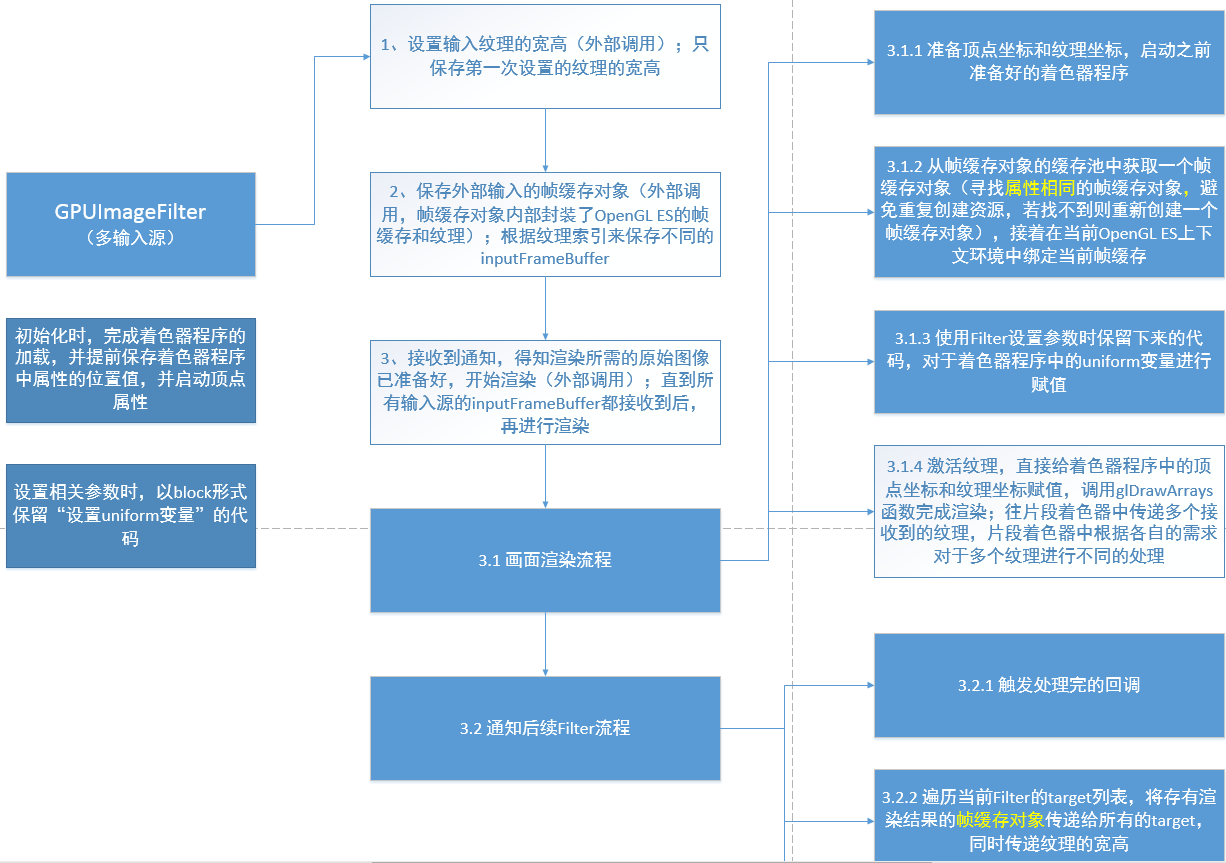 GPUImageFilter
（多输入源）
初始化时，完成着色器程序的
加载，并提前保存着色器程序
中属性的位置值，并启动顶点
属性
设置相关参数时，以block形式
保留“设置uniform变量”的代
码
1、设置输入纹理的宽高（外部调用）；只
保存第一次设置的纹理的宽高
2、保存外部输入的帧缓存对象（外部调
用，帧缓存对象内部封装了OpenGL ES的帧
缓存和纹理）；根据纹理索引来保存不同的
inputFrameBuffer
3、接收到通知，得知渲染所需的原始图像
已准备好，开始渲染（外部调用）；直到所
有输入源的inputFrameBuffer都接收到后，
再进行渲染
3.1 画面渲染流程
3.2 通知后续Filter流程
3.1.1 准备顶点坐标和纹理坐标，启动之前
准备好的着色器程序
3.1.2 从帧缓存对象的缓存池中获取一个帧
缓存对象（寻找属性相同的帧缓存对象，避
免重复创建资源，若找不到则重新创建一个
帧缓存对象），接着在当前OpenGL ES上下
文环境中绑定当前帧缓存
3.1.3 使用Filter设置参数时保留下来的代
码，对于着色器程序中的uniform变量进行
赋值
3.1.4 激活纹理，直接给着色器程序中的顶
点坐标和纹理坐标赋值，调用glDrawArrays
函数完成渲染；往片段着色器中传递多个接
收到的纹理，片段着色器中根据各自的需求
对于多个纹理进行不同的处理
3.2.1 触发处理完的回调
3.2.2 遍历当前Filter的target列表，将存有渲
染结果的帧缓存对象传递给所有的target，
同时传递纹理的宽高